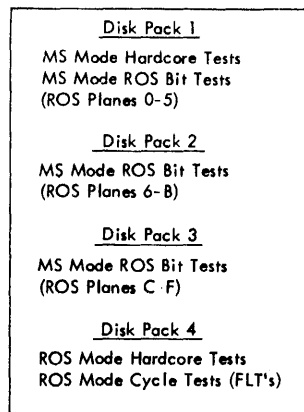 Disk Pack 1
MS Mode Hardcore Tests
MS Mode ROS Bit Tests
(ROS Planes 0-5)
Disk Pack 2
MS Mode ROS Bit Tests
(ROS Planes 6-B)
Disk Pack 3
MS Mode ROS Bit Tests
(ROS Planes C-F)
Disk Pack 4
ROS Mode Hardcore Tests
ROS Mode Cycle Tests (FLT's)